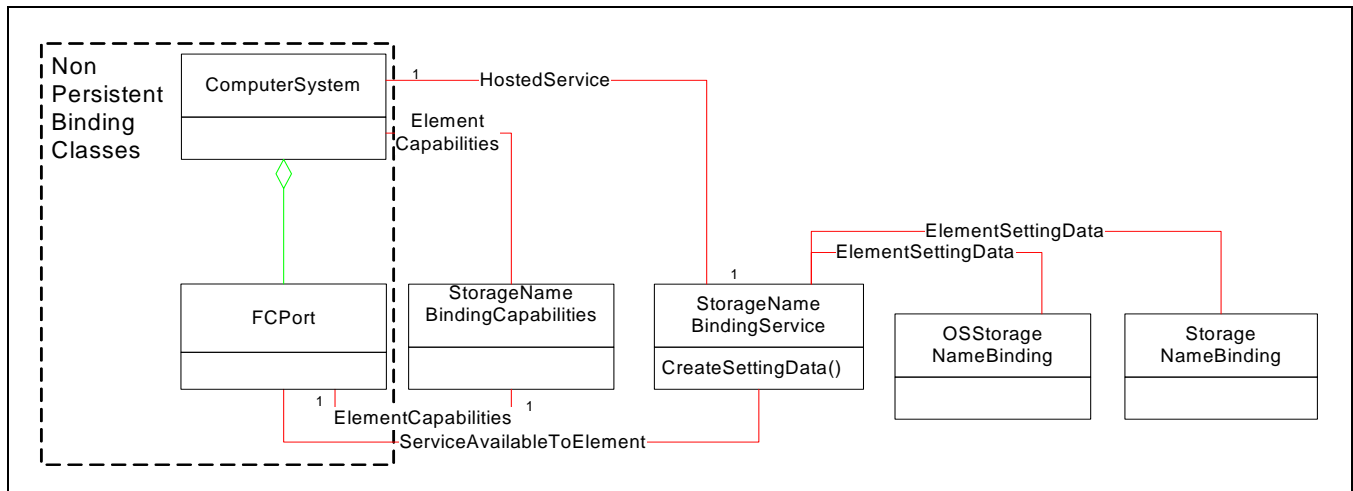 Non
Persistent
Binding
Classes
ComputerSystem
1
HostedService
Element
Capabilities
ElementSettingData
ElementSettingData
1
FCPort
StorageName
BindingCapabilities
StorageName
BindingService
CreateSettingData()
OSStorage
NameBinding
Storage
NameBinding
1
1
ElementCapabilities
ServiceAvailableToElement